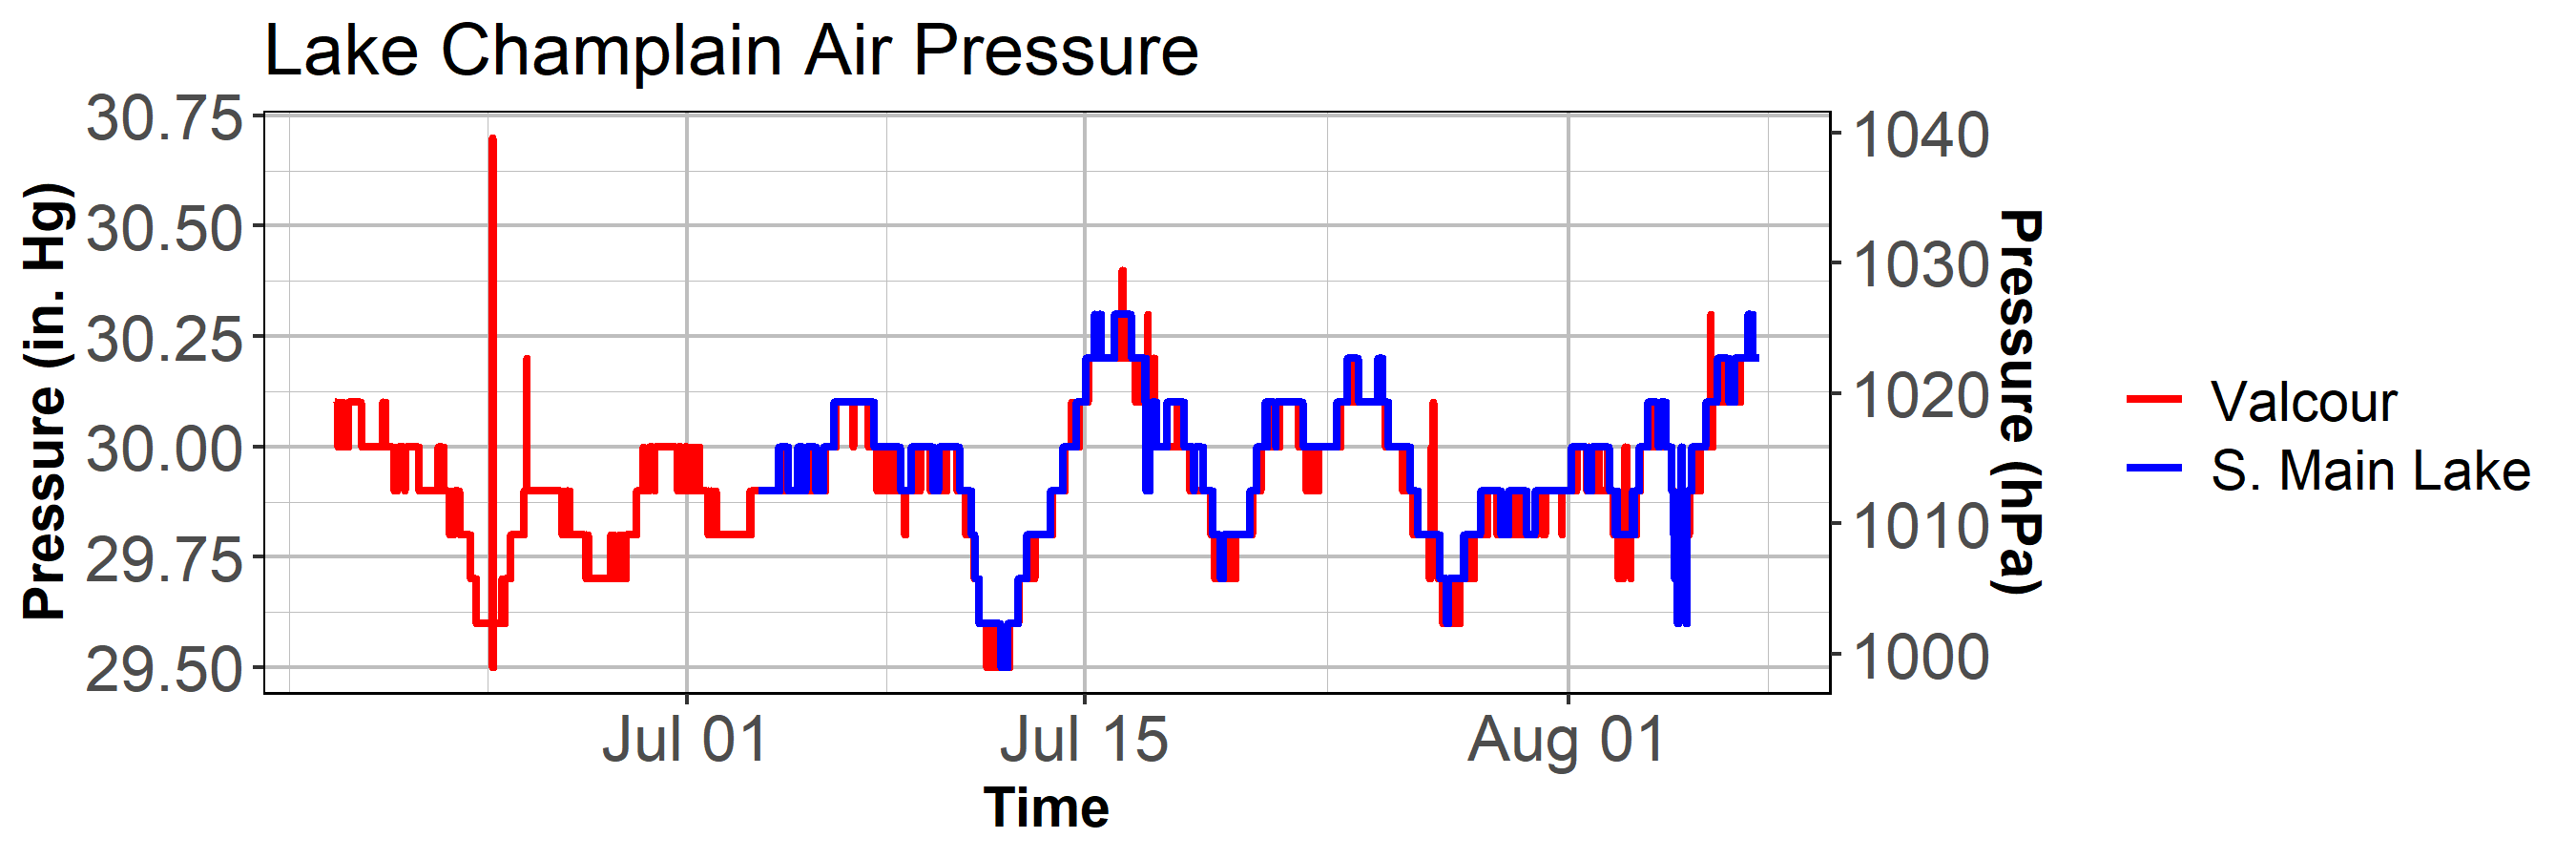 Lake Champlain Air Pressure
Pressure (in. Hg)
30.75
30.50
30.25
30.00
29.75
29.50
1040
1030
1020
1010
1000
Pressure (hPa)
Jul 01
Jul 15
Aug 01
Time
Valcour
S. Main Lake